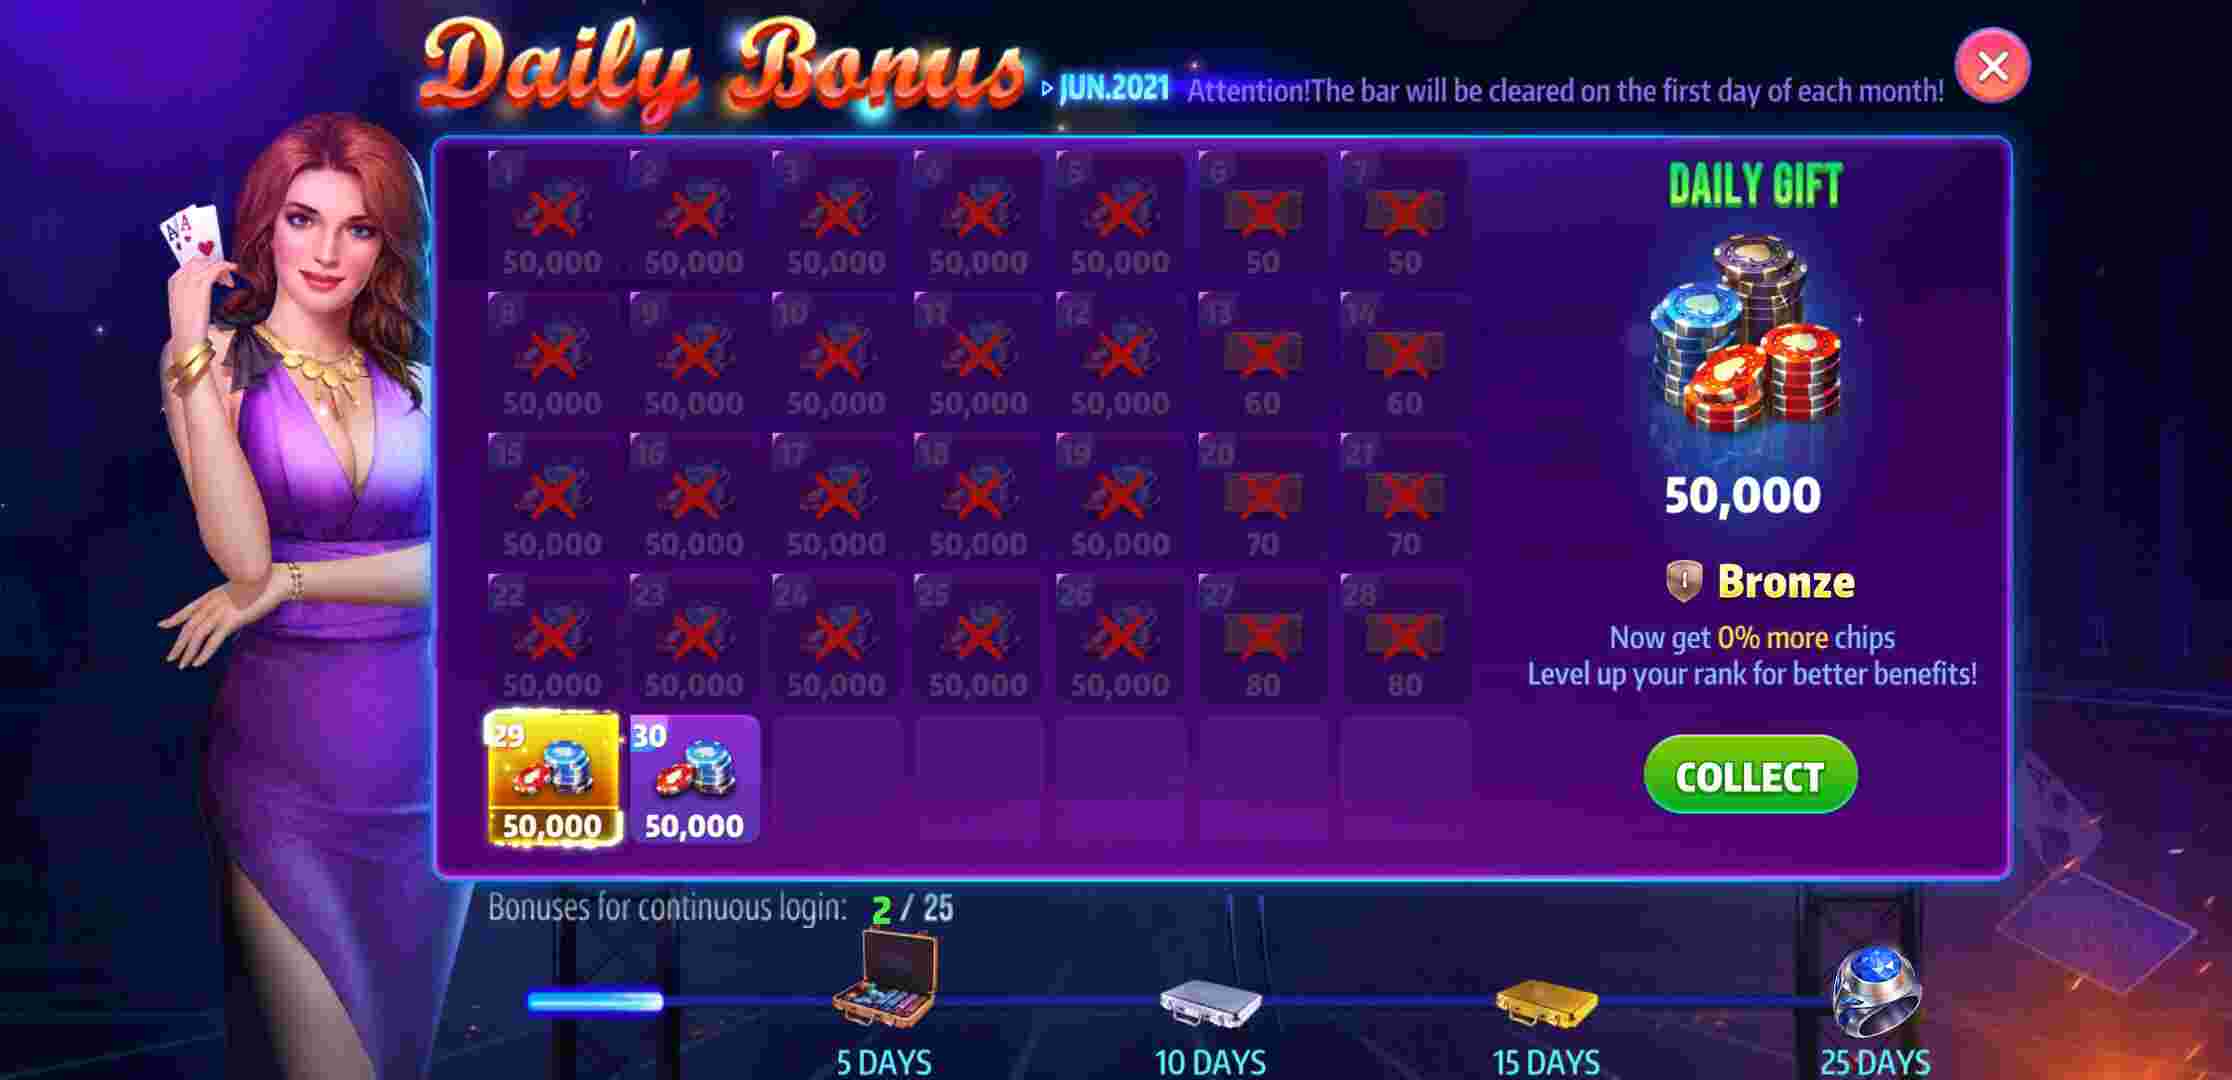 Daily Bonus
JUN.2021 Attention!The bar will be cleared on the first day of each month!
A A
1 2 3 4 5 6 7
50,000 50,000 50,000 50,000 50,000 50 50
8 9 10 11 12 13 14
50,000 50,000 50,000 50,000 50,000 60 60
15 16 17 18 19 20 21
50,000 50,000 50,000 50,000 50,000 70 70
22 23 24 25 26 27 28
50,000 50,000 50,000 50,000 50,000 80 80
29 30
50,000 50,000
DAILY GIFT
50,000
Bronze
Now get 0% more chips
Level up your rank for better benefits!
COLLECT
Bonuses for continuous login: 2 / 25
5 DAYS 10 DAYS 15 DAYS 25 DAYS